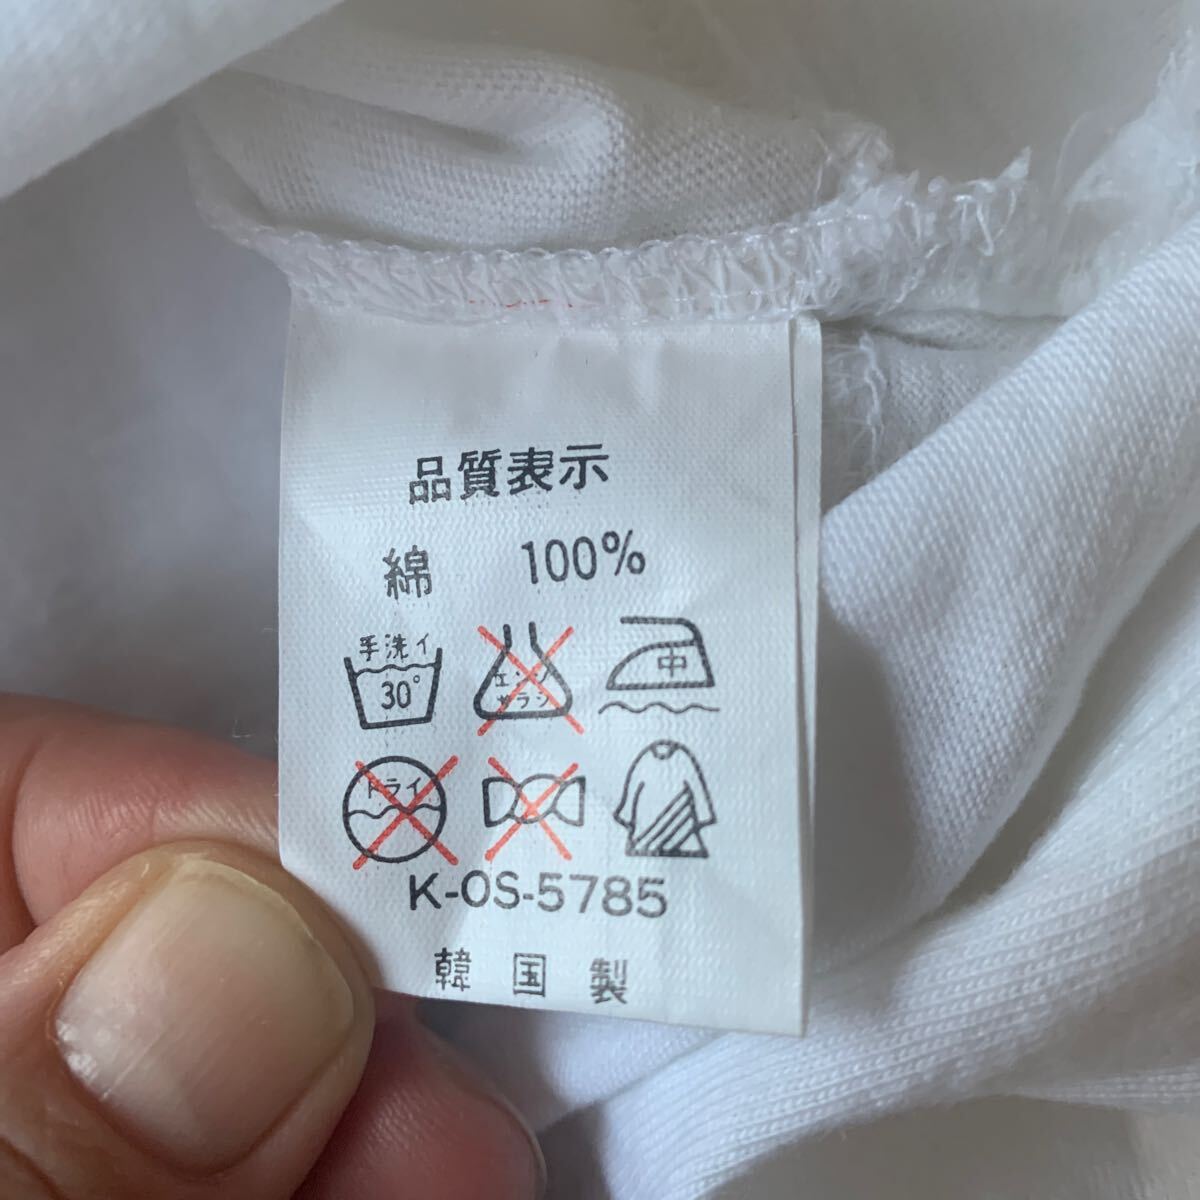 品質表示
綿 100%
手洗イ
30°
エンソ
サラシ
中
ドライ
K-OS-5785
韓国製